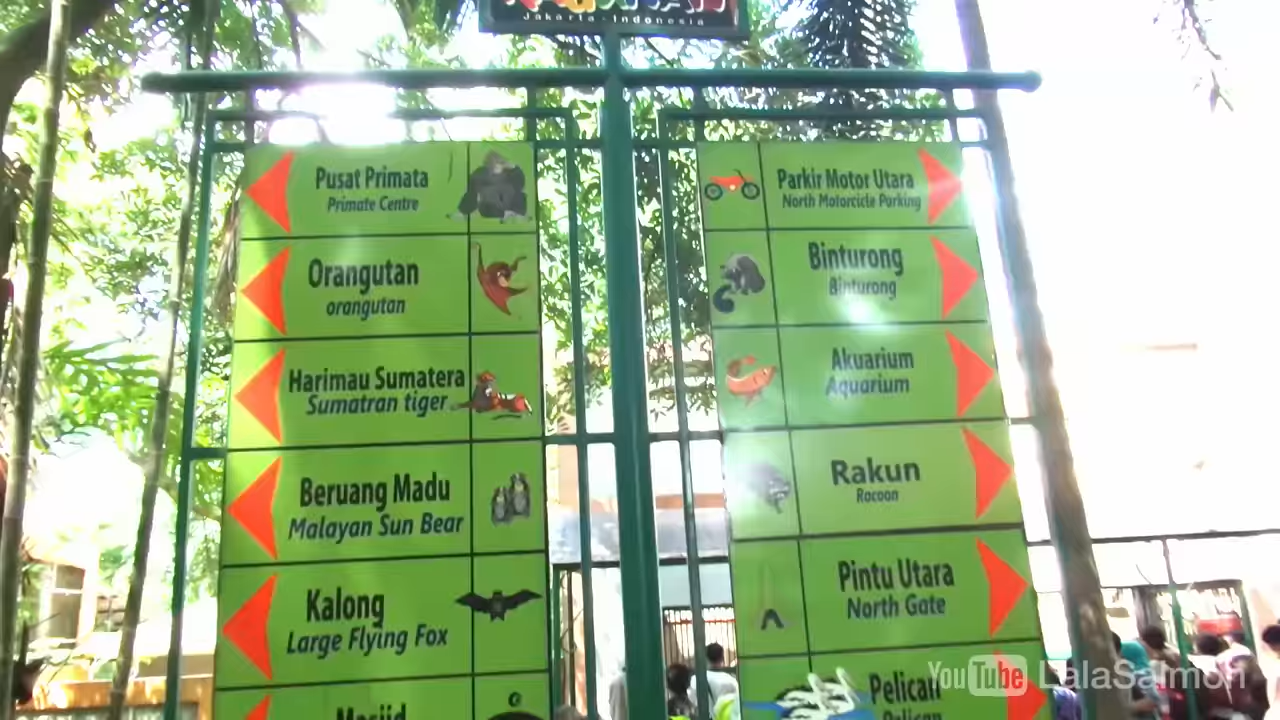 Jakarta - Indonesia
Pusat Primata
Primate Centre
Orangutan
orangutan
Harimau Sumatera
Sumatran tiger
Beruang Madu
Malayan Sun Bear
Kalong
Large Flying Fox
Masjid
Parkir Motor Utara
North Motorcicle Parking
Binturong
Binturong
Akuarium
Aquarium
Rakun
Racoon
Pintu Utara
North Gate
Pelican
Pelican
YouTube LalaSalmon